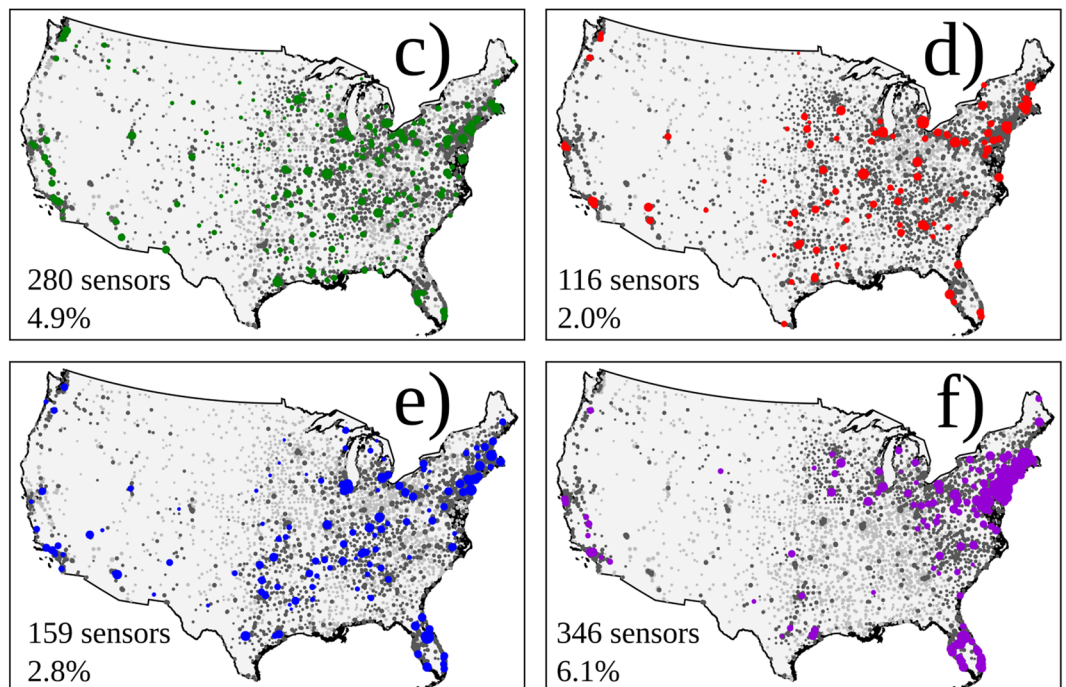 c)
280 sensors
4.9%
d)
116 sensors
2.0%
e)
159 sensors
2.8%
f)
346 sensors
6.1%